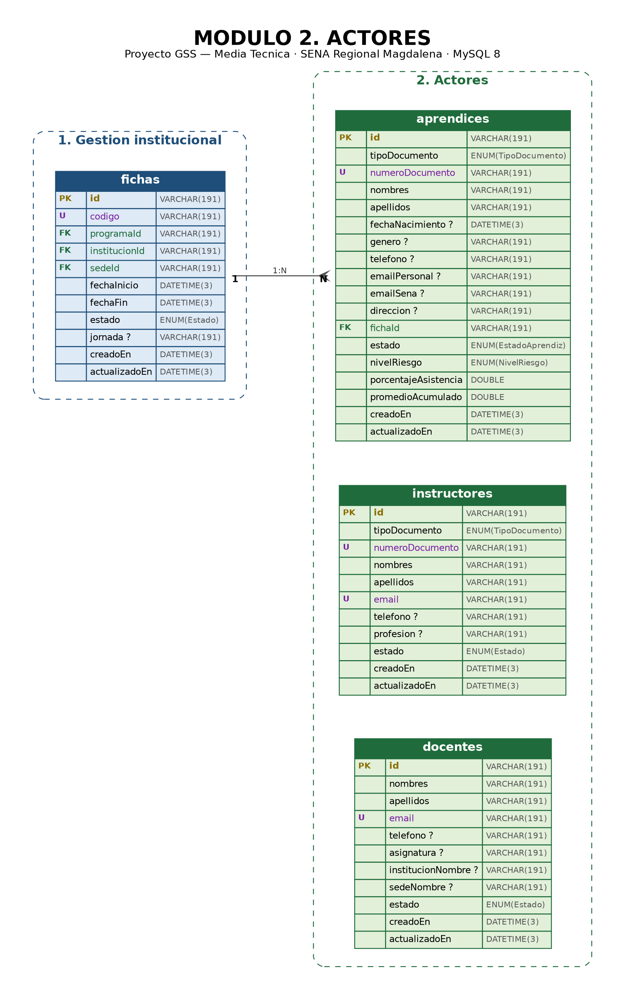 MODULO 2. ACTORES
Proyecto GSS — Media Tecnica · SENA Regional Magdalena · MySQL 8
1. Gestion institucional
fichas
PK id VARCHAR(191)
U codigo VARCHAR(191)
FK programaId VARCHAR(191)
FK institucionId VARCHAR(191)
FK sedeId VARCHAR(191)
fechaInicio DATETIME(3)
fechaFin DATETIME(3)
estado ENUM(Estado)
jornada ? VARCHAR(191)
creadoEn DATETIME(3)
actualizadoEn DATETIME(3)
1:N
1 N
2. Actores
aprendices
PK id VARCHAR(191)
tipoDocumento ENUM(TipoDocumento)
U numeroDocumento VARCHAR(191)
nombres VARCHAR(191)
apellidos VARCHAR(191)
fechaNacimiento ? DATETIME(3)
genero ? VARCHAR(191)
telefono ? VARCHAR(191)
emailPersonal ? VARCHAR(191)
emailSena ? VARCHAR(191)
direccion ? VARCHAR(191)
FK fichaId VARCHAR(191)
estado ENUM(EstadoAprendiz)
nivelRiesgo ENUM(NivelRiesgo)
porcentajeAsistencia DOUBLE
promedioAcumulado DOUBLE
creadoEn DATETIME(3)
actualizadoEn DATETIME(3)
instructores
PK id VARCHAR(191)
tipoDocumento ENUM(TipoDocumento)
U numeroDocumento VARCHAR(191)
nombres VARCHAR(191)
apellidos VARCHAR(191)
U email VARCHAR(191)
telefono ? VARCHAR(191)
profesion ? VARCHAR(191)
estado ENUM(Estado)
creadoEn DATETIME(3)
actualizadoEn DATETIME(3)
docentes
PK id VARCHAR(191)
nombres VARCHAR(191)
apellidos VARCHAR(191)
U email VARCHAR(191)
telefono ? VARCHAR(191)
asignatura ? VARCHAR(191)
institucionNombre ? VARCHAR(191)
sedeNombre ? VARCHAR(191)
estado ENUM(Estado)
creadoEn DATETIME(3)
actualizadoEn DATETIME(3)